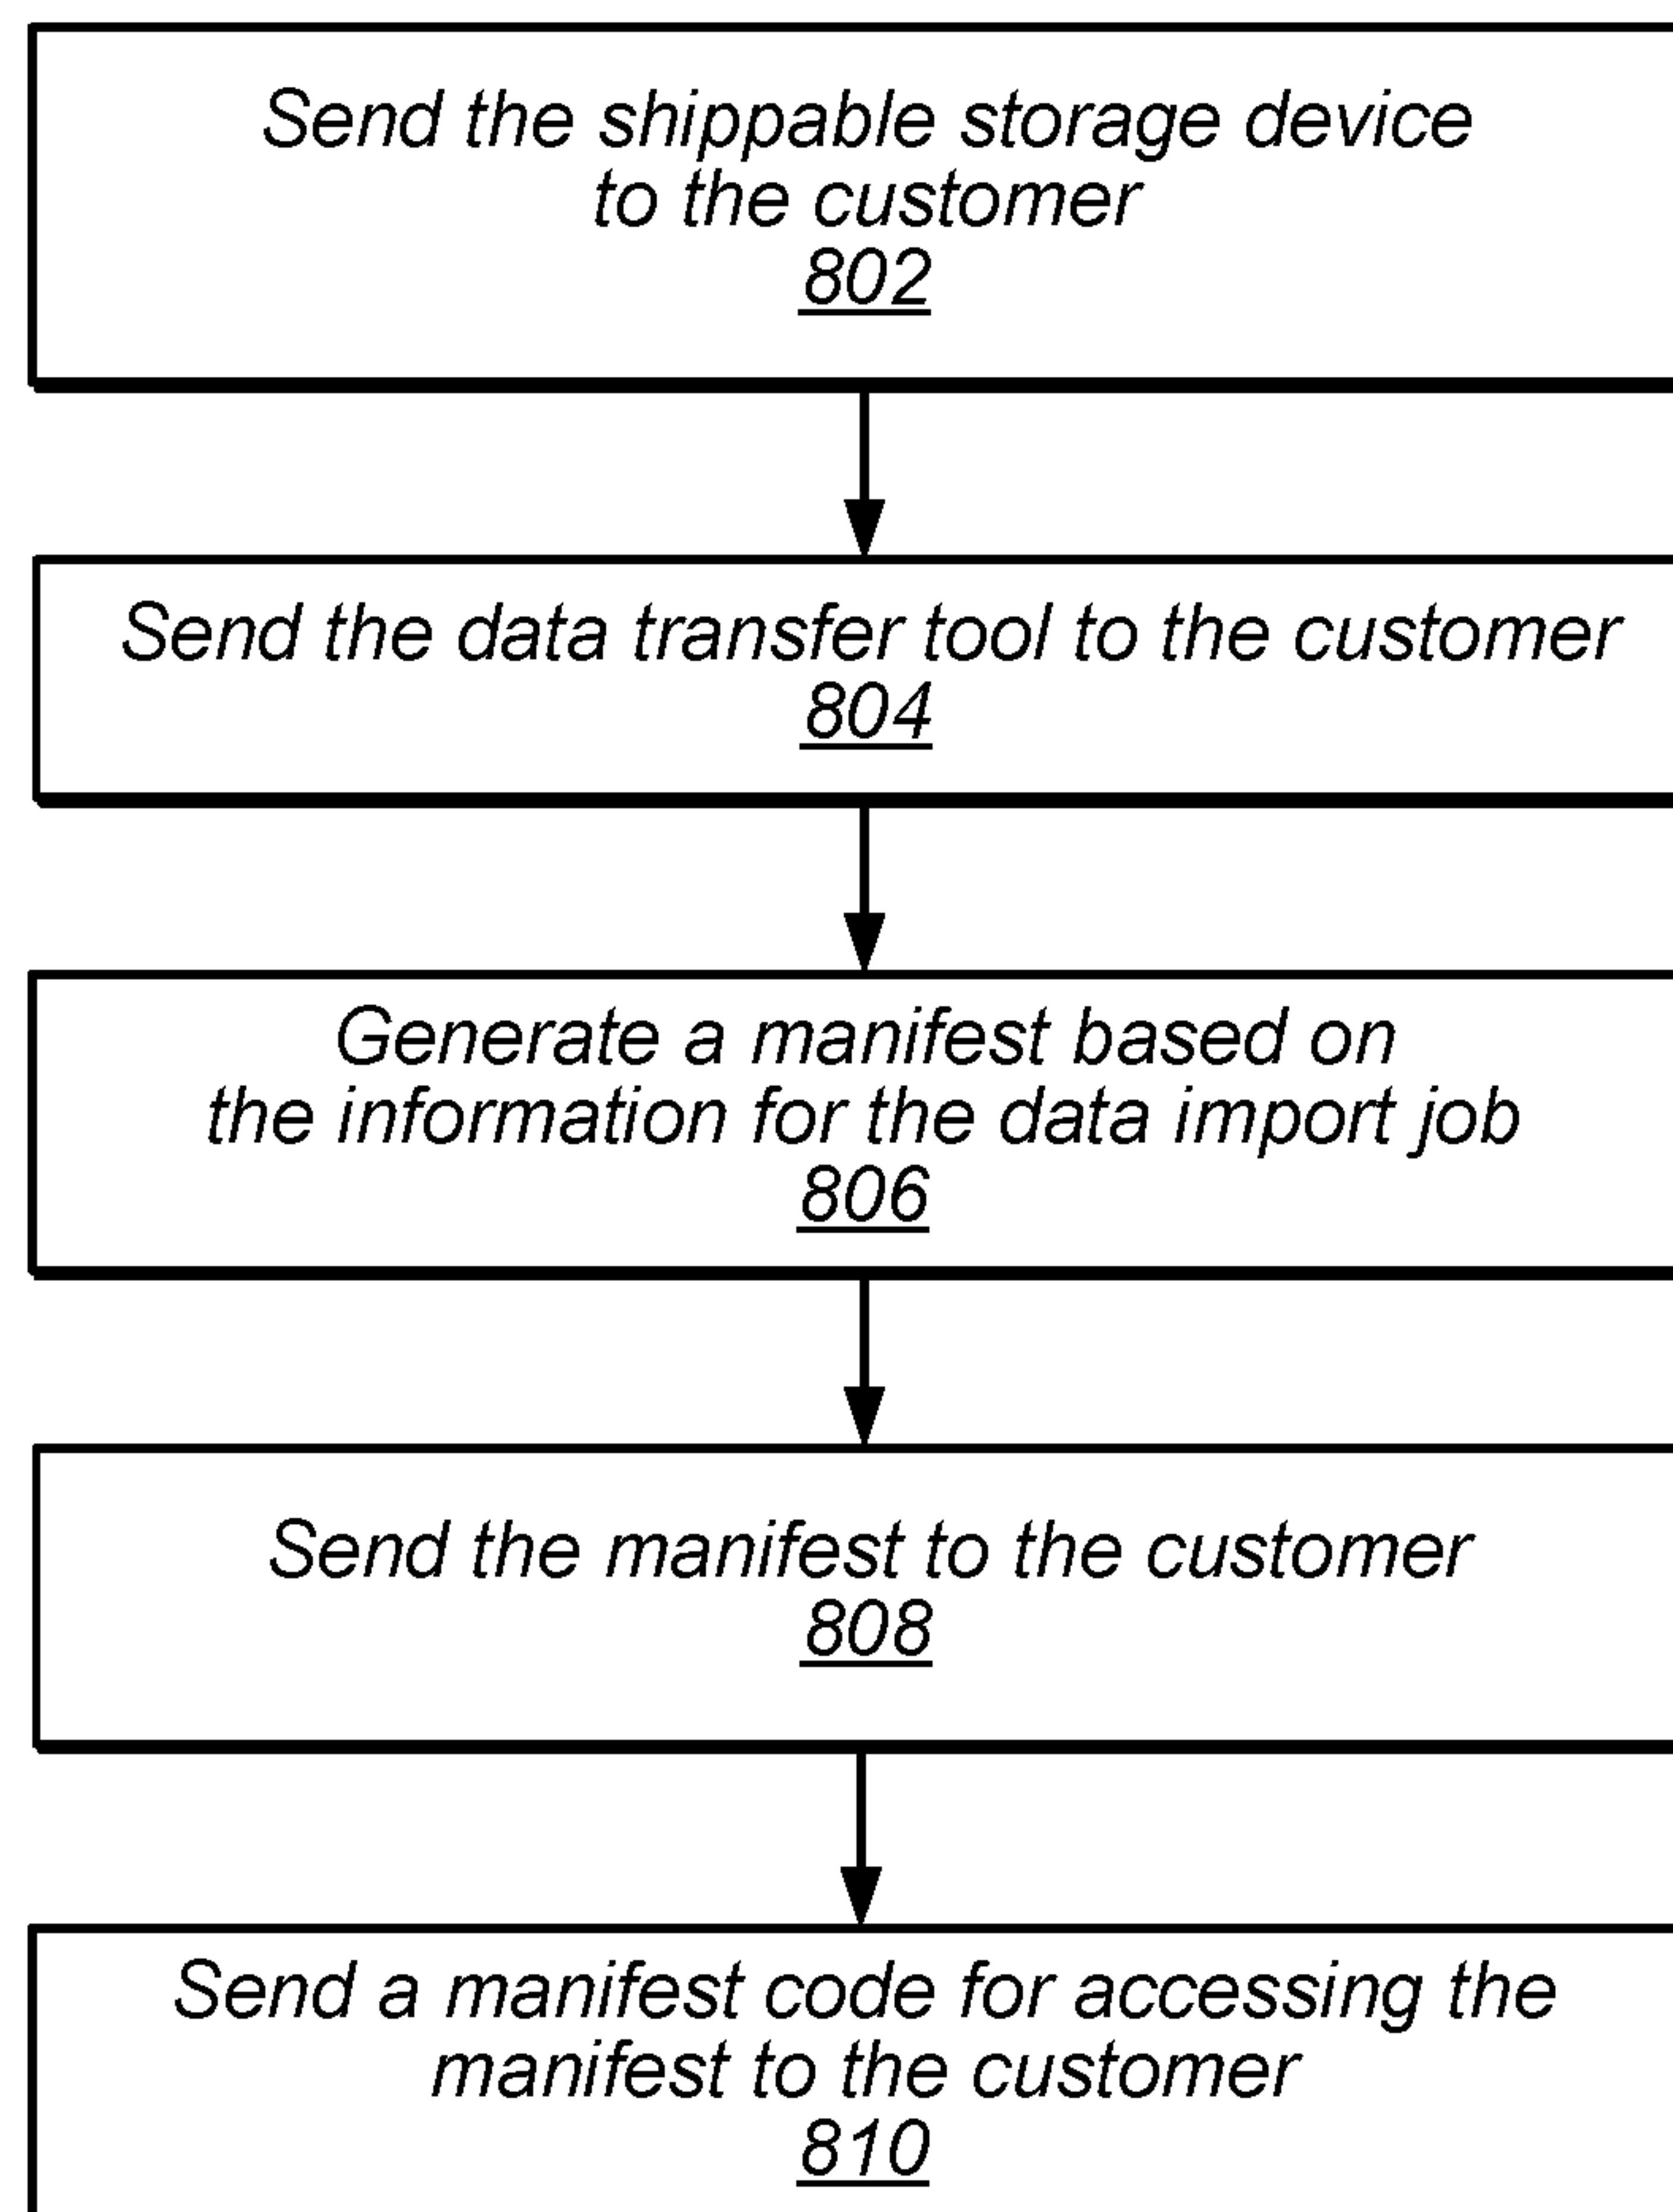 Send the shippable storage device
to the customer
802
Send the data transfer tool to the customer
804
Generate a manifest based on
the information for the data import job
806
Send the manifest to the customer
808
Send a manifest code for accessing the
manifest to the customer
810